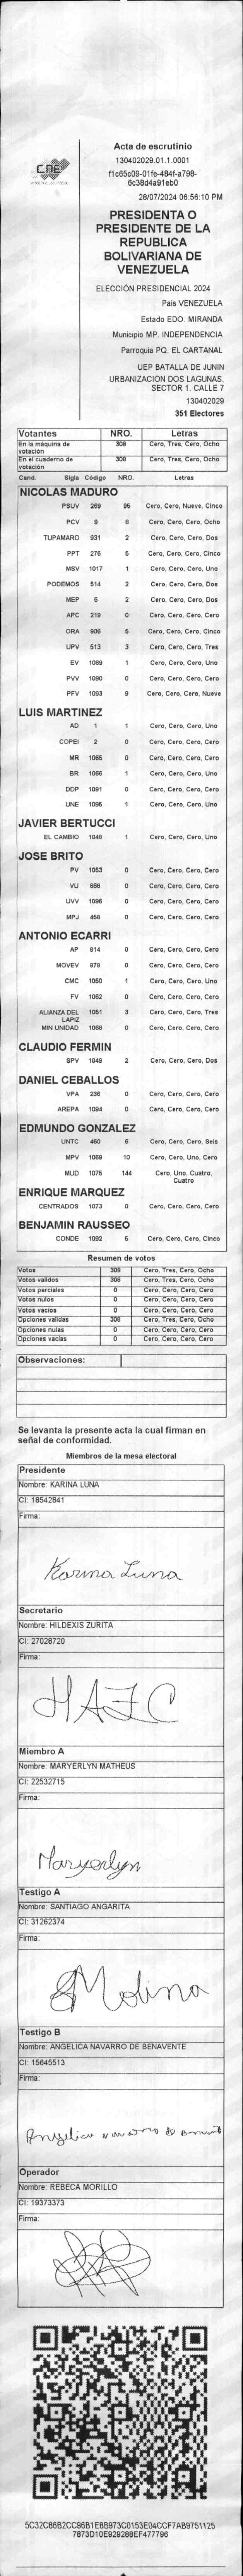 CNE
Acta de escrutinio
130402029.01.1.0001
f1c65c09-01fe-484f-a798-
6c38d4a91eb0
28/07/2024 06:56:10 PM
PRESIDENTA O
PRESIDENTE DE LA
REPUBLICA
BOLIVARIANA DE
VENEZUELA
ELECCIÓN PRESIDENCIAL 2024
Pais VENEZUELA
Estado EDO. MIRANDA
Municipio MP. INDEPENDENCIA
Parroquia PQ. EL CARTANAL
UEP BATALLA DE JUNIN
URBANIZACION DOS LAGUNAS,
SECTOR 1. CALLE 7
130402029
351 Electores
Votantes NRO. Letras
En la máquina de votación 308 Cero, Tres, Cero, Ocho
En el cuaderno de votación 308 Cero, Tres, Cero, Ocho
Cand. Sigla Código NRO. Letras
NICOLAS MADURO
PSUV 269 95 Cero, Cero, Nueve, Cinco
PCV 9 8 Cero, Cero, Cero, Ocho
TUPAMARO 931 2 Cero, Cero, Cero, Dos
PPT 276 5 Cero, Cero, Cero, Cinco
MSV 1017 1 Cero, Cero, Cero, Uno
PODEMOS 514 2 Cero, Cero, Cero, Dos
MEP 6 2 Cero, Cero, Cero, Dos
APC 219 0 Cero, Cero, Cero, Cero
ORA 906 5 Cero, Cero, Cero, Cinco
UPV 513 3 Cero, Cero, Cero, Tres
EV 1089 1 Cero, Cero, Cero, Uno
PVV 1090 0 Cero, Cero, Cero, Cero
PFV 1093 9 Cero, Cero, Cero, Nueve
LUIS MARTINEZ
AD 1 1 Cero, Cero, Cero, Uno
COPEI 2 0 Cero, Cero, Cero, Cero
MR 1065 0 Cero, Cero, Cero, Cero
BR 1066 1 Cero, Cero, Cero, Uno
DDP 1091 0 Cero, Cero, Cero, Cero
UNE 1095 1 Cero, Cero, Cero, Uno
JAVIER BERTUCCI
EL CAMBIO 1048 1 Cero, Cero, Cero, Uno
JOSE BRITO
PV 1053 0 Cero, Cero, Cero, Cero
VU 868 0 Cero, Cero, Cero, Cero
UVV 1096 0 Cero, Cero, Cero, Cero
MPJ 458 0 Cero, Cero, Cero, Cero
ANTONIO ECARRI
AP 914 0 Cero, Cero, Cero, Cero
MOVEV 979 0 Cero, Cero, Cero, Cero
CMC 1050 1 Cero, Cero, Cero, Uno
FV 1052 0 Cero, Cero, Cero, Cero
ALIANZA DEL LAPIZ 1051 3 Cero, Cero, Cero, Tres
MIN UNIDAD 1068 0 Cero, Cero, Cero, Cero
CLAUDIO FERMIN
SPV 1049 2 Cero, Cero, Cero, Dos
DANIEL CEBALLOS
VPA 236 0 Cero, Cero, Cero, Cero
AREPA 1094 0 Cero, Cero, Cero, Cero
EDMUNDO GONZALEZ
UNTC 460 6 Cero, Cero, Cero, Seis
MPV 1069 10 Cero, Cero, Uno, Cero
MUD 1075 144 Cero, Uno, Cuatro,
Cuatro
ENRIQUE MARQUEZ
CENTRADOS 1073 0 Cero, Cero, Cero, Cero
BENJAMIN RAUSSEO
CONDE 1092 5 Cero, Cero, Cero, Cinco
Resumen de votos
Votos 308 Cero, Tres, Cero, Ocho
Votos validos 308 Cero, Tres, Cero, Ocho
Votos parciales 0 Cero, Cero, Cero, Cero
Votos nulos 0 Cero, Cero, Cero, Cero
Votos vacios 0 Cero, Cero, Cero, Cero
Opciones validas 308 Cero, Tres, Cero, Ocho
Opciones nulas 0 Cero, Cero, Cero, Cero
Opciones vacias 0 Cero, Cero, Cero, Cero
Observaciones:
Se levanta la presente acta la cual firman en
señal de conformidad.
Miembros de la mesa electoral
Presidente
Nombre: KARINA LUNA
CI: 18542841
Firma:
Karina Luna
Secretario
Nombre: HILDEXIS ZURITA
CI: 27028720
Firma:
HAZC
Miembro A
Nombre: MARYERLYN MATHEUS
CI: 22532715
Firma:
Maryerlyn
Testigo A
Nombre: SANTIAGO ANGARITA
CI: 31262374
Firma:
Molina
Testigo B
Nombre: ANGELICA NAVARRO DE BENAVENTE
CI: 15645513
Firma:
Angelica Navarro de
Operador
Nombre: REBECA MORILLO
CI: 19373333
Firma:
5C32C86B2CC96B1E8B973C0153E04CCF7AB9751125
7873D10E929288EF477796